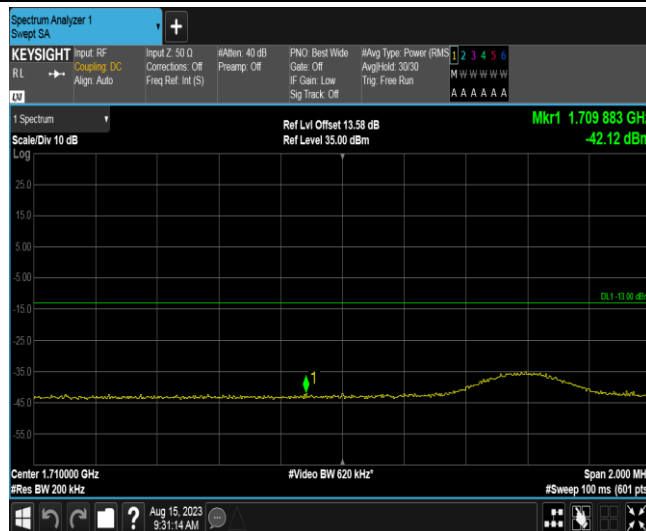 Spectrum Analyzer 1
Swept SA
+
KEYSIGHT Input: RF Input Z: 50 Ω #Atten: 40 dB PNO: Best Wide #Avg Type: Power (RMS 1 2 3 4 5 6
RL Coupling: DC Corrections: Off Preamp: Off Gate: Off Avg|Hold: 30/30 M W W W W W
Align: Auto Freq Ref: Int (S) IF Gain: Low Trig: Free Run
Sig Track: Off A A A A A A
LXI
1 Spectrum Ref Lvl Offset 13.58 dB Mkr1 1.709 883 GHz
Scale/Div 10 dB Ref Level 35.00 dBm -42.12 dBm
Log
25.0
15.0
5.00
-5.00
DL1 -13.00 dBm
-15.0
-25.0
-35.0
1
-45.0
-55.0
Center 1.710000 GHz #Video BW 620 kHz* Span 2.000 MH
#Res BW 200 kHz #Sweep 100 ms (601 pts
? Aug 15, 2023
9:31:14 AM